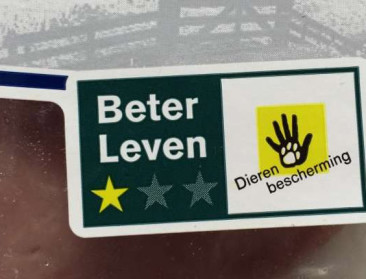 Beter
Leven
Dieren
bescherming